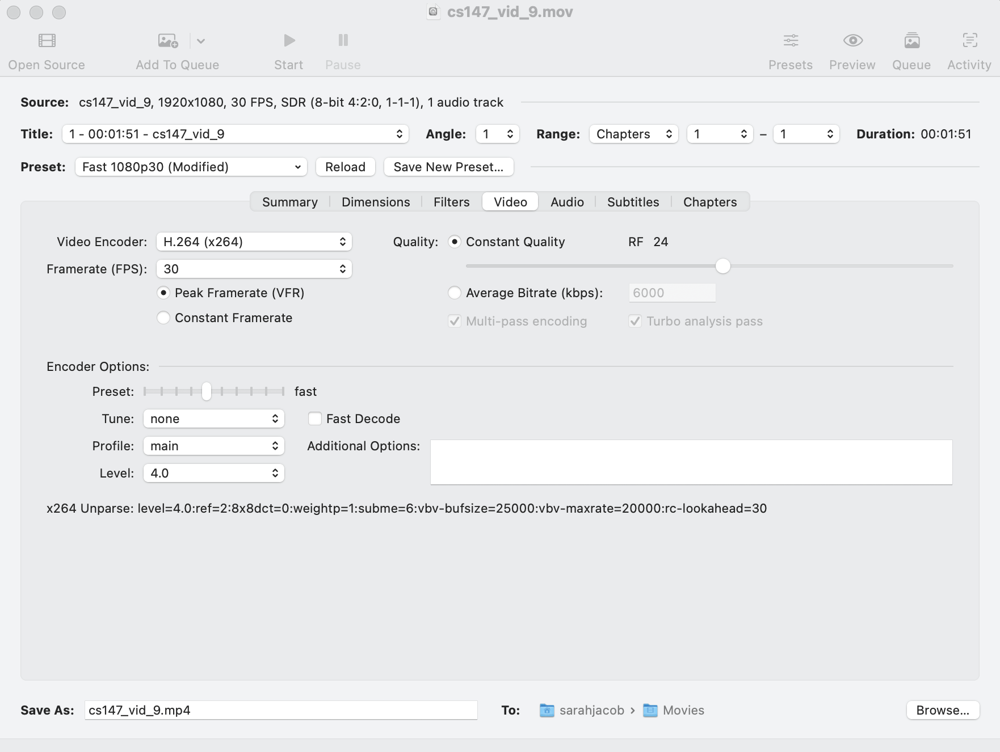 cs147_vid_9.mov
Open Source
Add To Queue
Start
Pause
Presets
Preview
Queue
Activity
Source: cs147_vid_9, 1920x1080, 30 FPS, SDR (8-bit 4:2:0, 1-1-1), 1 audio track
Title: 1 - 00:01:51 - cs147_vid_9 Angle: 1 Range: Chapters 1 – 1 Duration: 00:01:51
Preset: Fast 1080p30 (Modified) Reload Save New Preset...
Summary Dimensions Filters Video Audio Subtitles Chapters
Video Encoder: H.264 (x264)
Quality: Constant Quality RF 24
Framerate (FPS): 30
Peak Framerate (VFR)
Average Bitrate (kbps): 6000
Constant Framerate
Multi-pass encoding Turbo analysis pass
Encoder Options:
Preset: fast
Tune: none Fast Decode
Profile: main Additional Options:
Level: 4.0
x264 Unparse: level=4.0:ref=2:8x8dct=0:weightp=1:subme=6:vbv-bufsize=25000:vbv-maxrate=20000:rc-lookahead=30
Save As: cs147_vid_9.mp4 To: sarahjacob › Movies Browse...